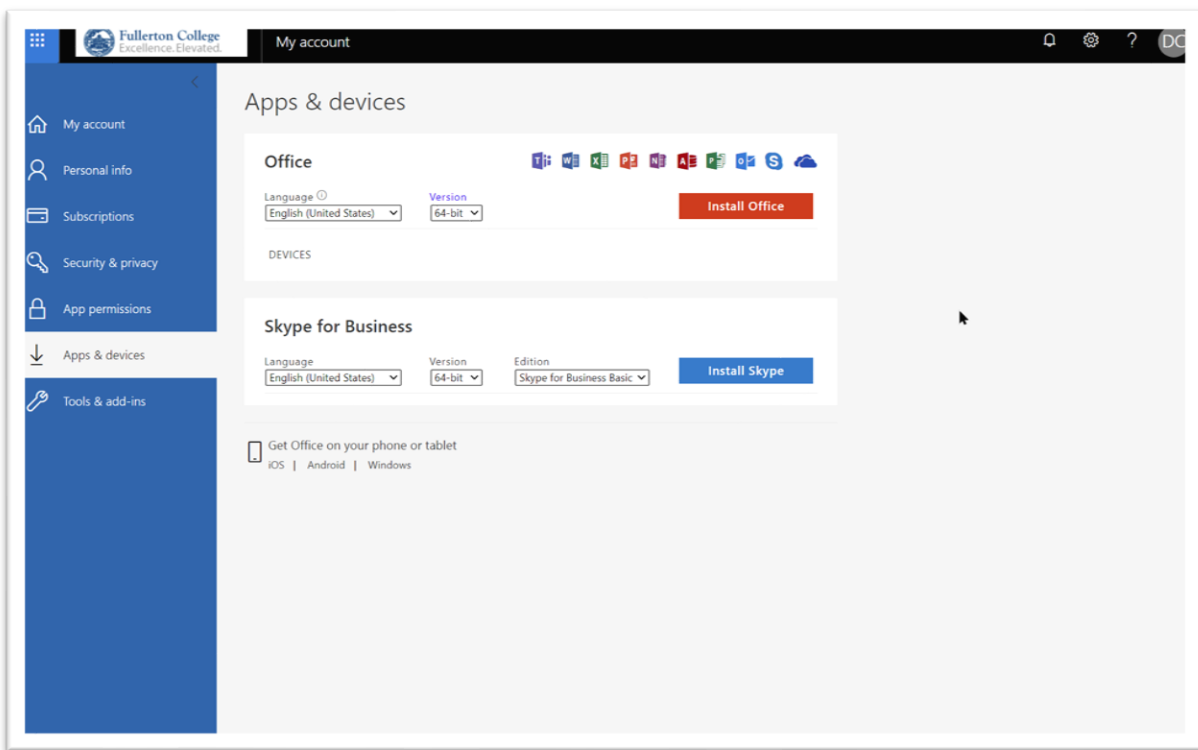 Fullerton College
Excellence. Elevated.
My account
?
DC
My account
Personal info
Subscriptions
Security & privacy
App permissions
Apps & devices
Tools & add-ins
Apps & devices
Office
Language
Version
English (United States)
64-bit
Install Office
DEVICES
Skype for Business
Language
Version
Edition
English (United States)
64-bit
Skype for Business Basic
Install Skype
Get Office on your phone or tablet
iOS | Android | Windows